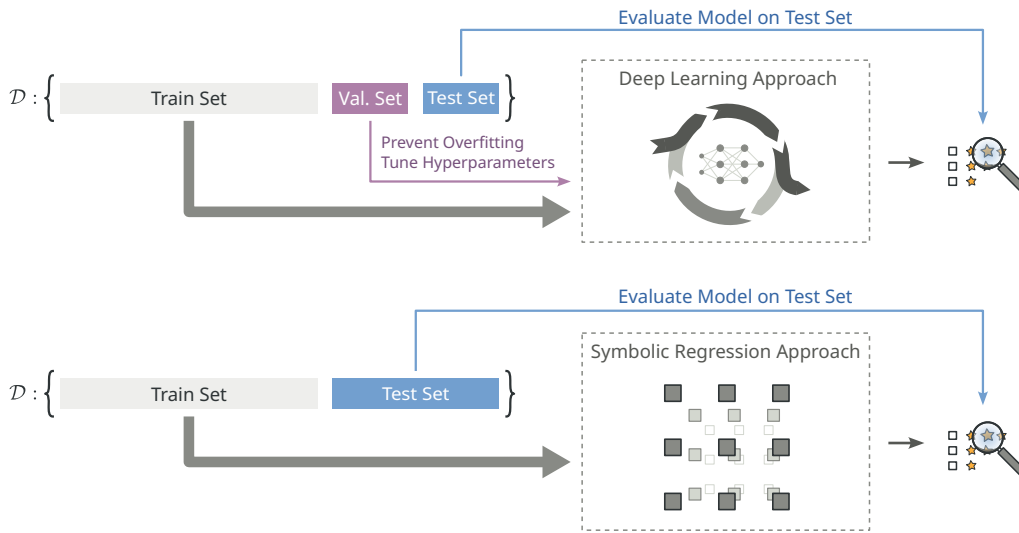 Evaluate Model on Test Set
𝒟 : { Train Set Val. Set Test Set }
Deep Learning Approach
Prevent Overfitting
Tune Hyperparameters
Evaluate Model on Test Set
𝒟 : { Train Set Test Set }
Symbolic Regression Approach